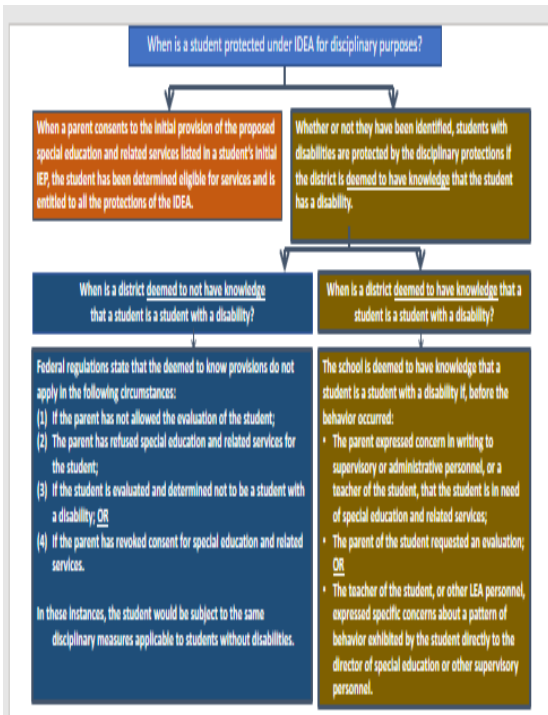 When is a student protected under IDEA for disciplinary purposes?
When a parent consents to the initial provision of the proposed
special education and related services listed in a student's initial
IEP, the student has been determined eligible for services and is
entitled to all the protections of the IDEA.
Whether or not they have been identified, students with
disabilities are protected by the disciplinary protections if
the district is deemed to have knowledge that the student
has a disability.
When is a district deemed to not have knowledge
that a student is a student with a disability?
When is a district deemed to have knowledge that a
student is a student with a disability?
Federal regulations state that the deemed to know provisions do not
apply in the following circumstances:
(1) If the parent has not allowed the evaluation of the student;
(2) The parent has refused special education and related services for
the student;
(3) If the student is evaluated and determined not to be a student with
a disability; OR
(4) If the parent has revoked consent for special education and related
services.
In these instances, the student would be subject to the same
disciplinary measures applicable to students without disabilities.
The school is deemed to have knowledge that a
student is a student with a disability if, before the
behavior occurred:
• The parent expressed concern in writing to
supervisory or administrative personnel, or a
teacher of the student, that the student is in need
of special education and related services;
• The parent of the student requested an evaluation;
OR
• The teacher of the student, or other LEA personnel,
expressed specific concerns about a pattern of
behavior exhibited by the student directly to the
director of special education or other supervisory
personnel.